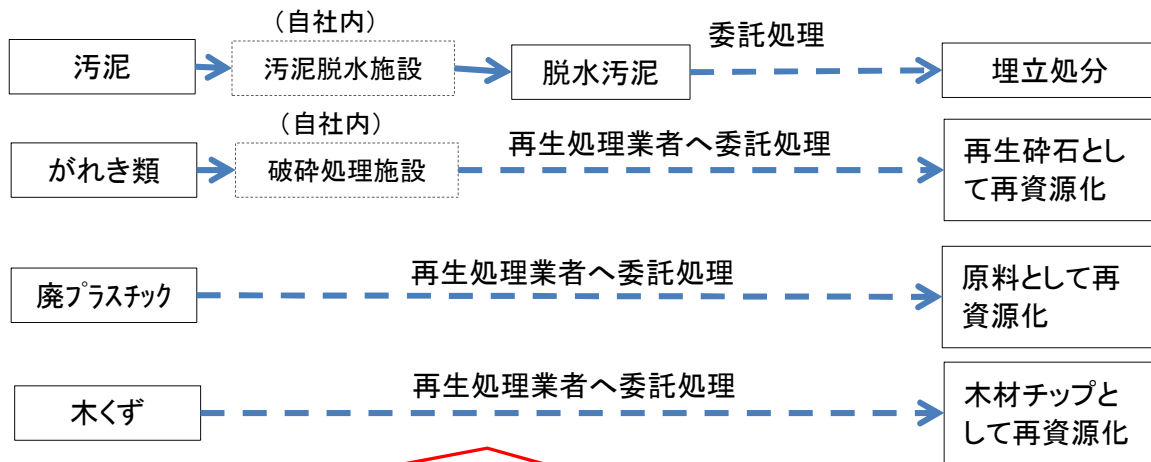 （自社内）
委託処理
汚泥
汚泥脱水施設
脱水汚泥
埋立処分
（自社内）
再生処理業者へ委託処理
がれき類
破砕処理施設
再生砕石とし
て再資源化
再生処理業者へ委託処理
廃ﾌﾟﾗｽﾁｯｸ
原料として再
資源化
再生処理業者へ委託処理
木くず
木材チップと
して再資源化